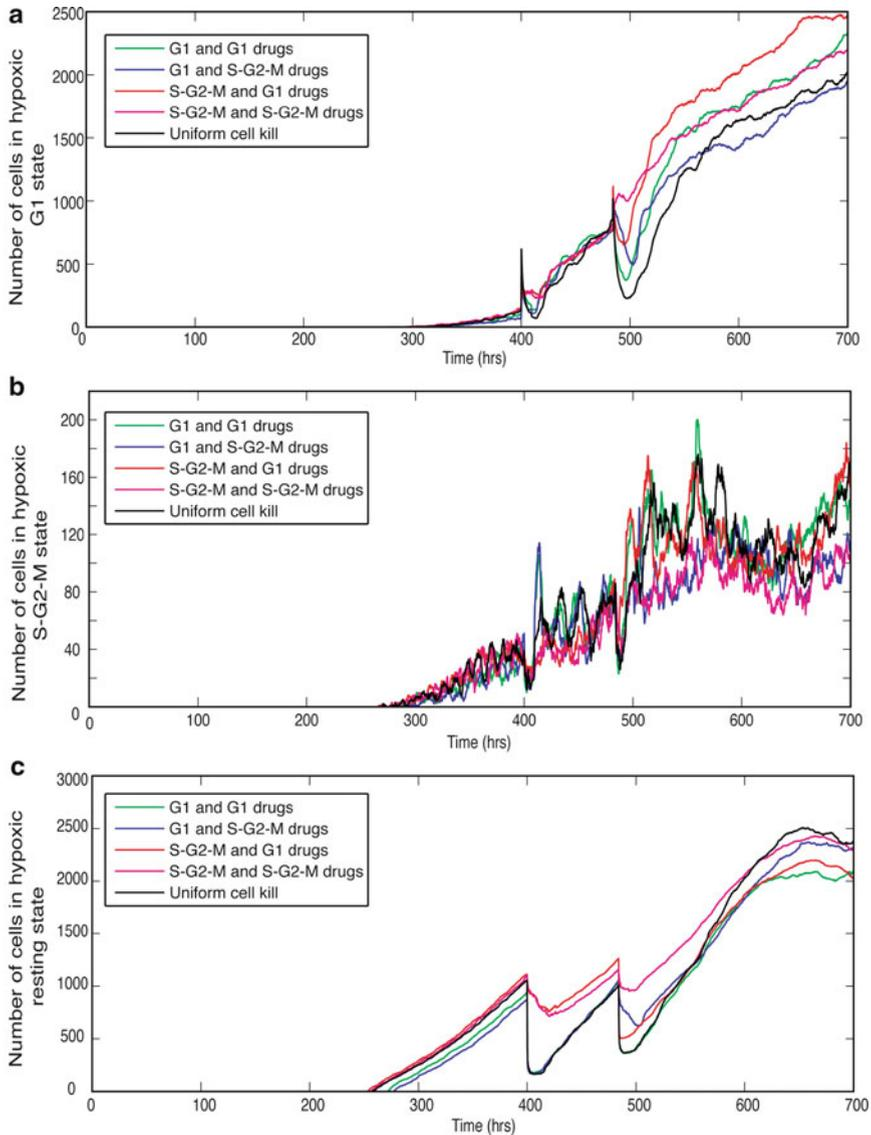 a
Number of cells in hypoxic
G1 state
2500
2000
1500
1000
500
0
G1 and G1 drugs
G1 and S-G2-M drugs
S-G2-M and G1 drugs
S-G2-M and S-G2-M drugs
Uniform cell kill
0 100 200 300 400 500 600 700
Time (hrs)
b
Number of cells in hypoxic
S-G2-M state
200
160
120
80
40
0
G1 and G1 drugs
G1 and S-G2-M drugs
S-G2-M and G1 drugs
S-G2-M and S-G2-M drugs
Uniform cell kill
0 100 200 300 400 500 600 700
Time (hrs)
c
Number of cells in hypoxic
resting state
3000
2500
2000
1500
1000
500
0
G1 and G1 drugs
G1 and S-G2-M drugs
S-G2-M and G1 drugs
S-G2-M and S-G2-M drugs
Uniform cell kill
0 100 200 300 400 500 600 700
Time (hrs)